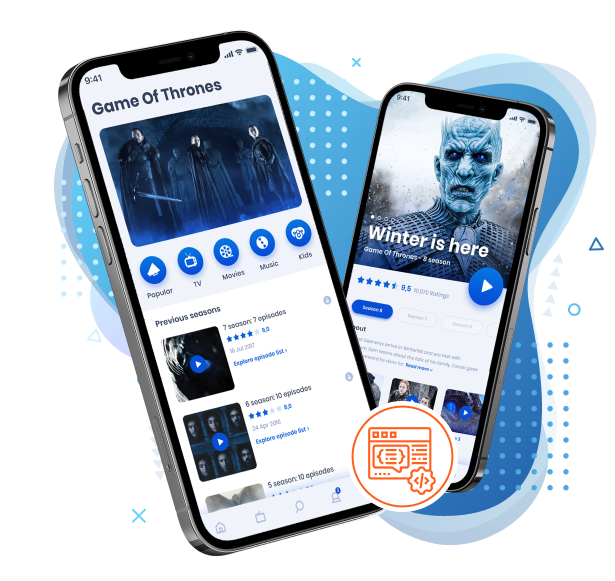 9:41
Game Of Thrones
Popular
TV
Movies
Music
Kids
Previous seasons
7 season: 7 episodes
9,0
16 Jul 2017
Explore episode list ›
6 season: 10 episodes
8,0
24 Apr 2016
Explore episode list ›
5 season: 10 episodes
9:41
Winter is here
Game Of Thrones - 8 season
9,5 10,070 Ratings
Season 8
Season 7
Season 6
out
Read more